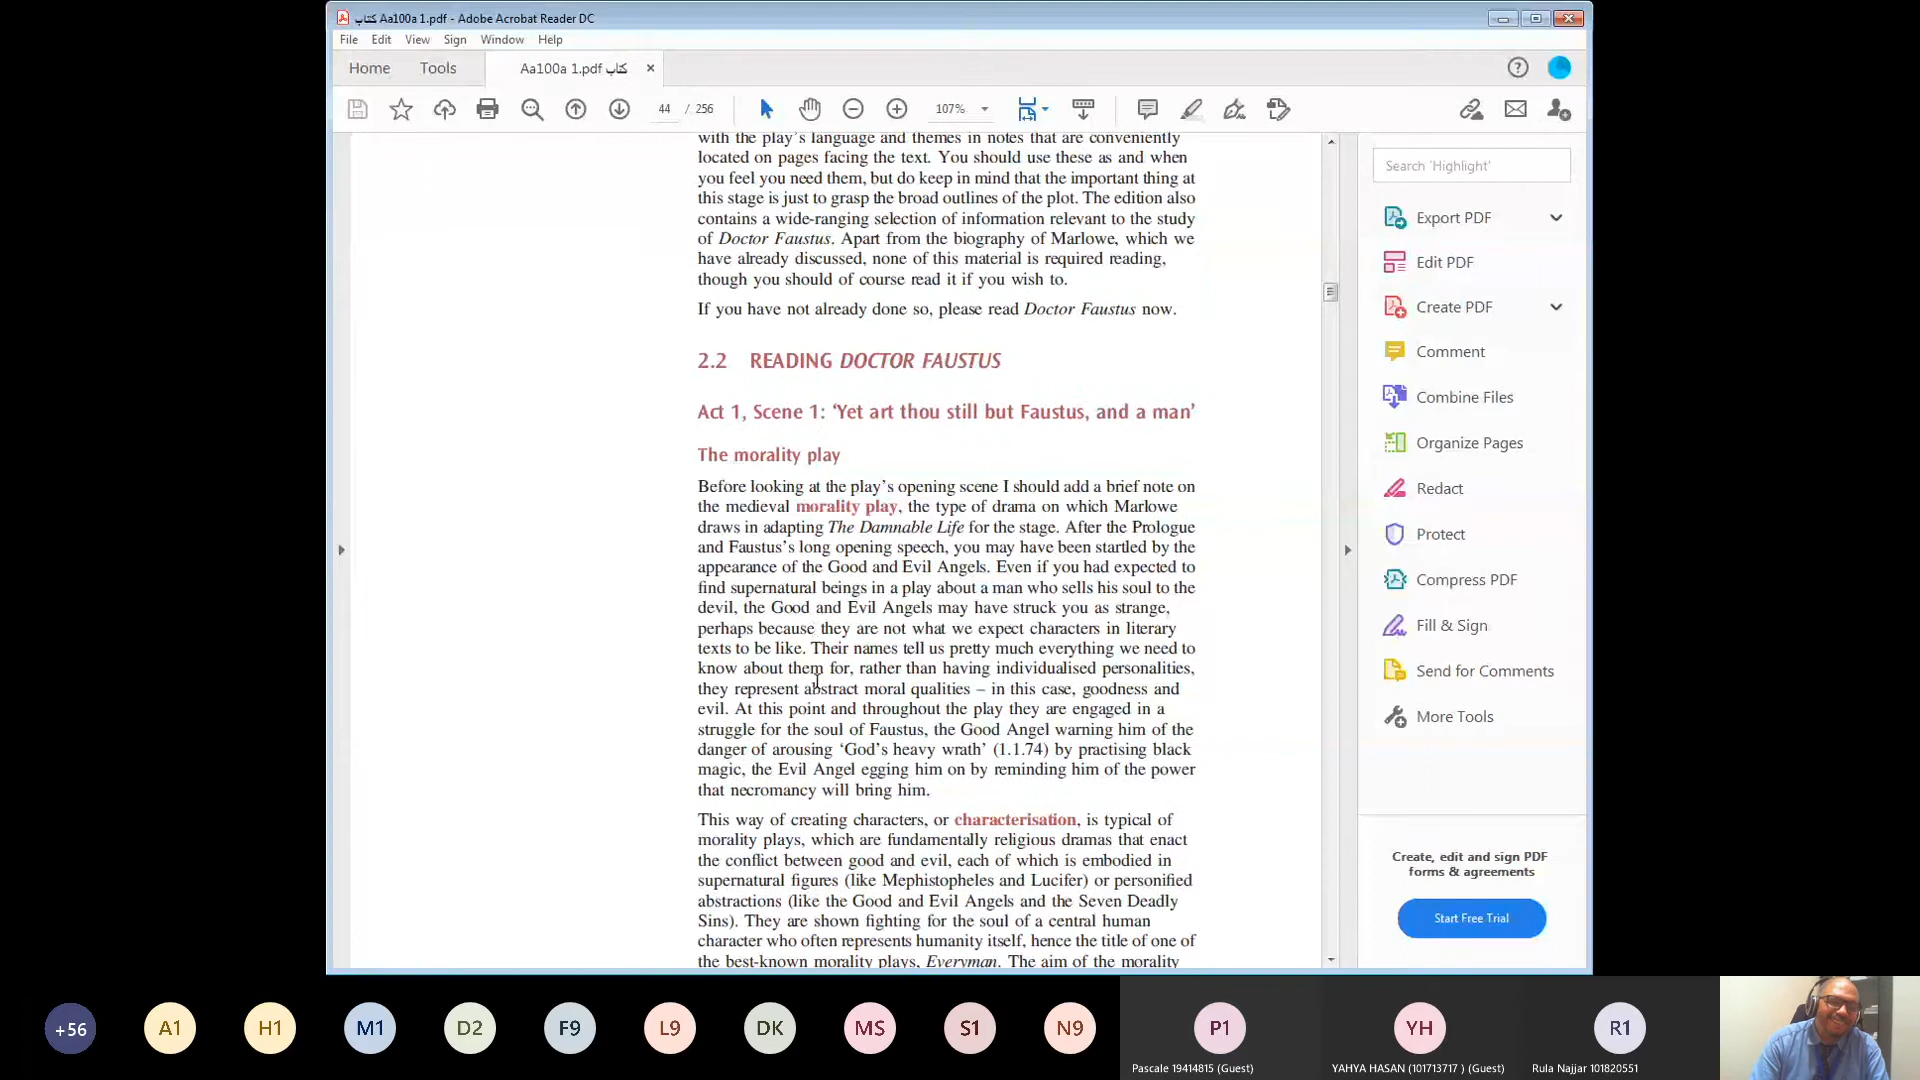 كتاب Aa100a 1.pdf - Adobe Acrobat Reader DC
File Edit View Sign Window Help
Home Tools Aa100a 1.pdf كتاب
44 / 256 107%
with the play’s language and themes in notes that are conveniently
located on pages facing the text. You should use these as and when
you feel you need them, but do keep in mind that the important thing at
this stage is just to grasp the broad outlines of the plot. The edition also
contains a wide-ranging selection of information relevant to the study
of Doctor Faustus. Apart from the biography of Marlowe, which we
have already discussed, none of this material is required reading,
though you should of course read it if you wish to.
If you have not already done so, please read Doctor Faustus now.
2.2 READING DOCTOR FAUSTUS
Act 1, Scene 1: ‘Yet art thou still but Faustus, and a man’
The morality play
Before looking at the play’s opening scene I should add a brief note on
the medieval morality play, the type of drama on which Marlowe
draws in adapting The Damnable Life for the stage. After the Prologue
and Faustus’s long opening speech, you may have been startled by the
appearance of the Good and Evil Angels. Even if you had expected to
find supernatural beings in a play about a man who sells his soul to the
devil, the Good and Evil Angels may have struck you as strange,
perhaps because they are not what we expect characters in literary
texts to be like. Their names tell us pretty much everything we need to
know about them for, rather than having individualised personalities,
they represent abstract moral qualities – in this case, goodness and
evil. At this point and throughout the play they are engaged in a
struggle for the soul of Faustus, the Good Angel warning him of the
danger of arousing ‘God’s heavy wrath’ (1.1.74) by practising black
magic, the Evil Angel egging him on by reminding him of the power
that necromancy will bring him.
This way of creating characters, or characterisation, is typical of
morality plays, which are fundamentally religious dramas that enact
the conflict between good and evil, each of which is embodied in
supernatural figures (like Mephistopheles and Lucifer) or personified
abstractions (like the Good and Evil Angels and the Seven Deadly
Sins). They are shown fighting for the soul of a central human
character who often represents humanity itself, hence the title of one of
the best-known morality plays, Everyman. The aim of the morality
Search 'Highlight'
Export PDF
Edit PDF
Create PDF
Comment
Combine Files
Organize Pages
Redact
Protect
Compress PDF
Fill & Sign
Send for Comments
More Tools
Create, edit and sign PDF
forms & agreements
Start Free Trial
+56 A1 H1 M1 D2 F9 L9 DK MS S1 N9 P1 YH R1
Pascale 19414815 (Guest) YAHYA HASAN (101713717 ) (Guest) Rula Najjar 101820551